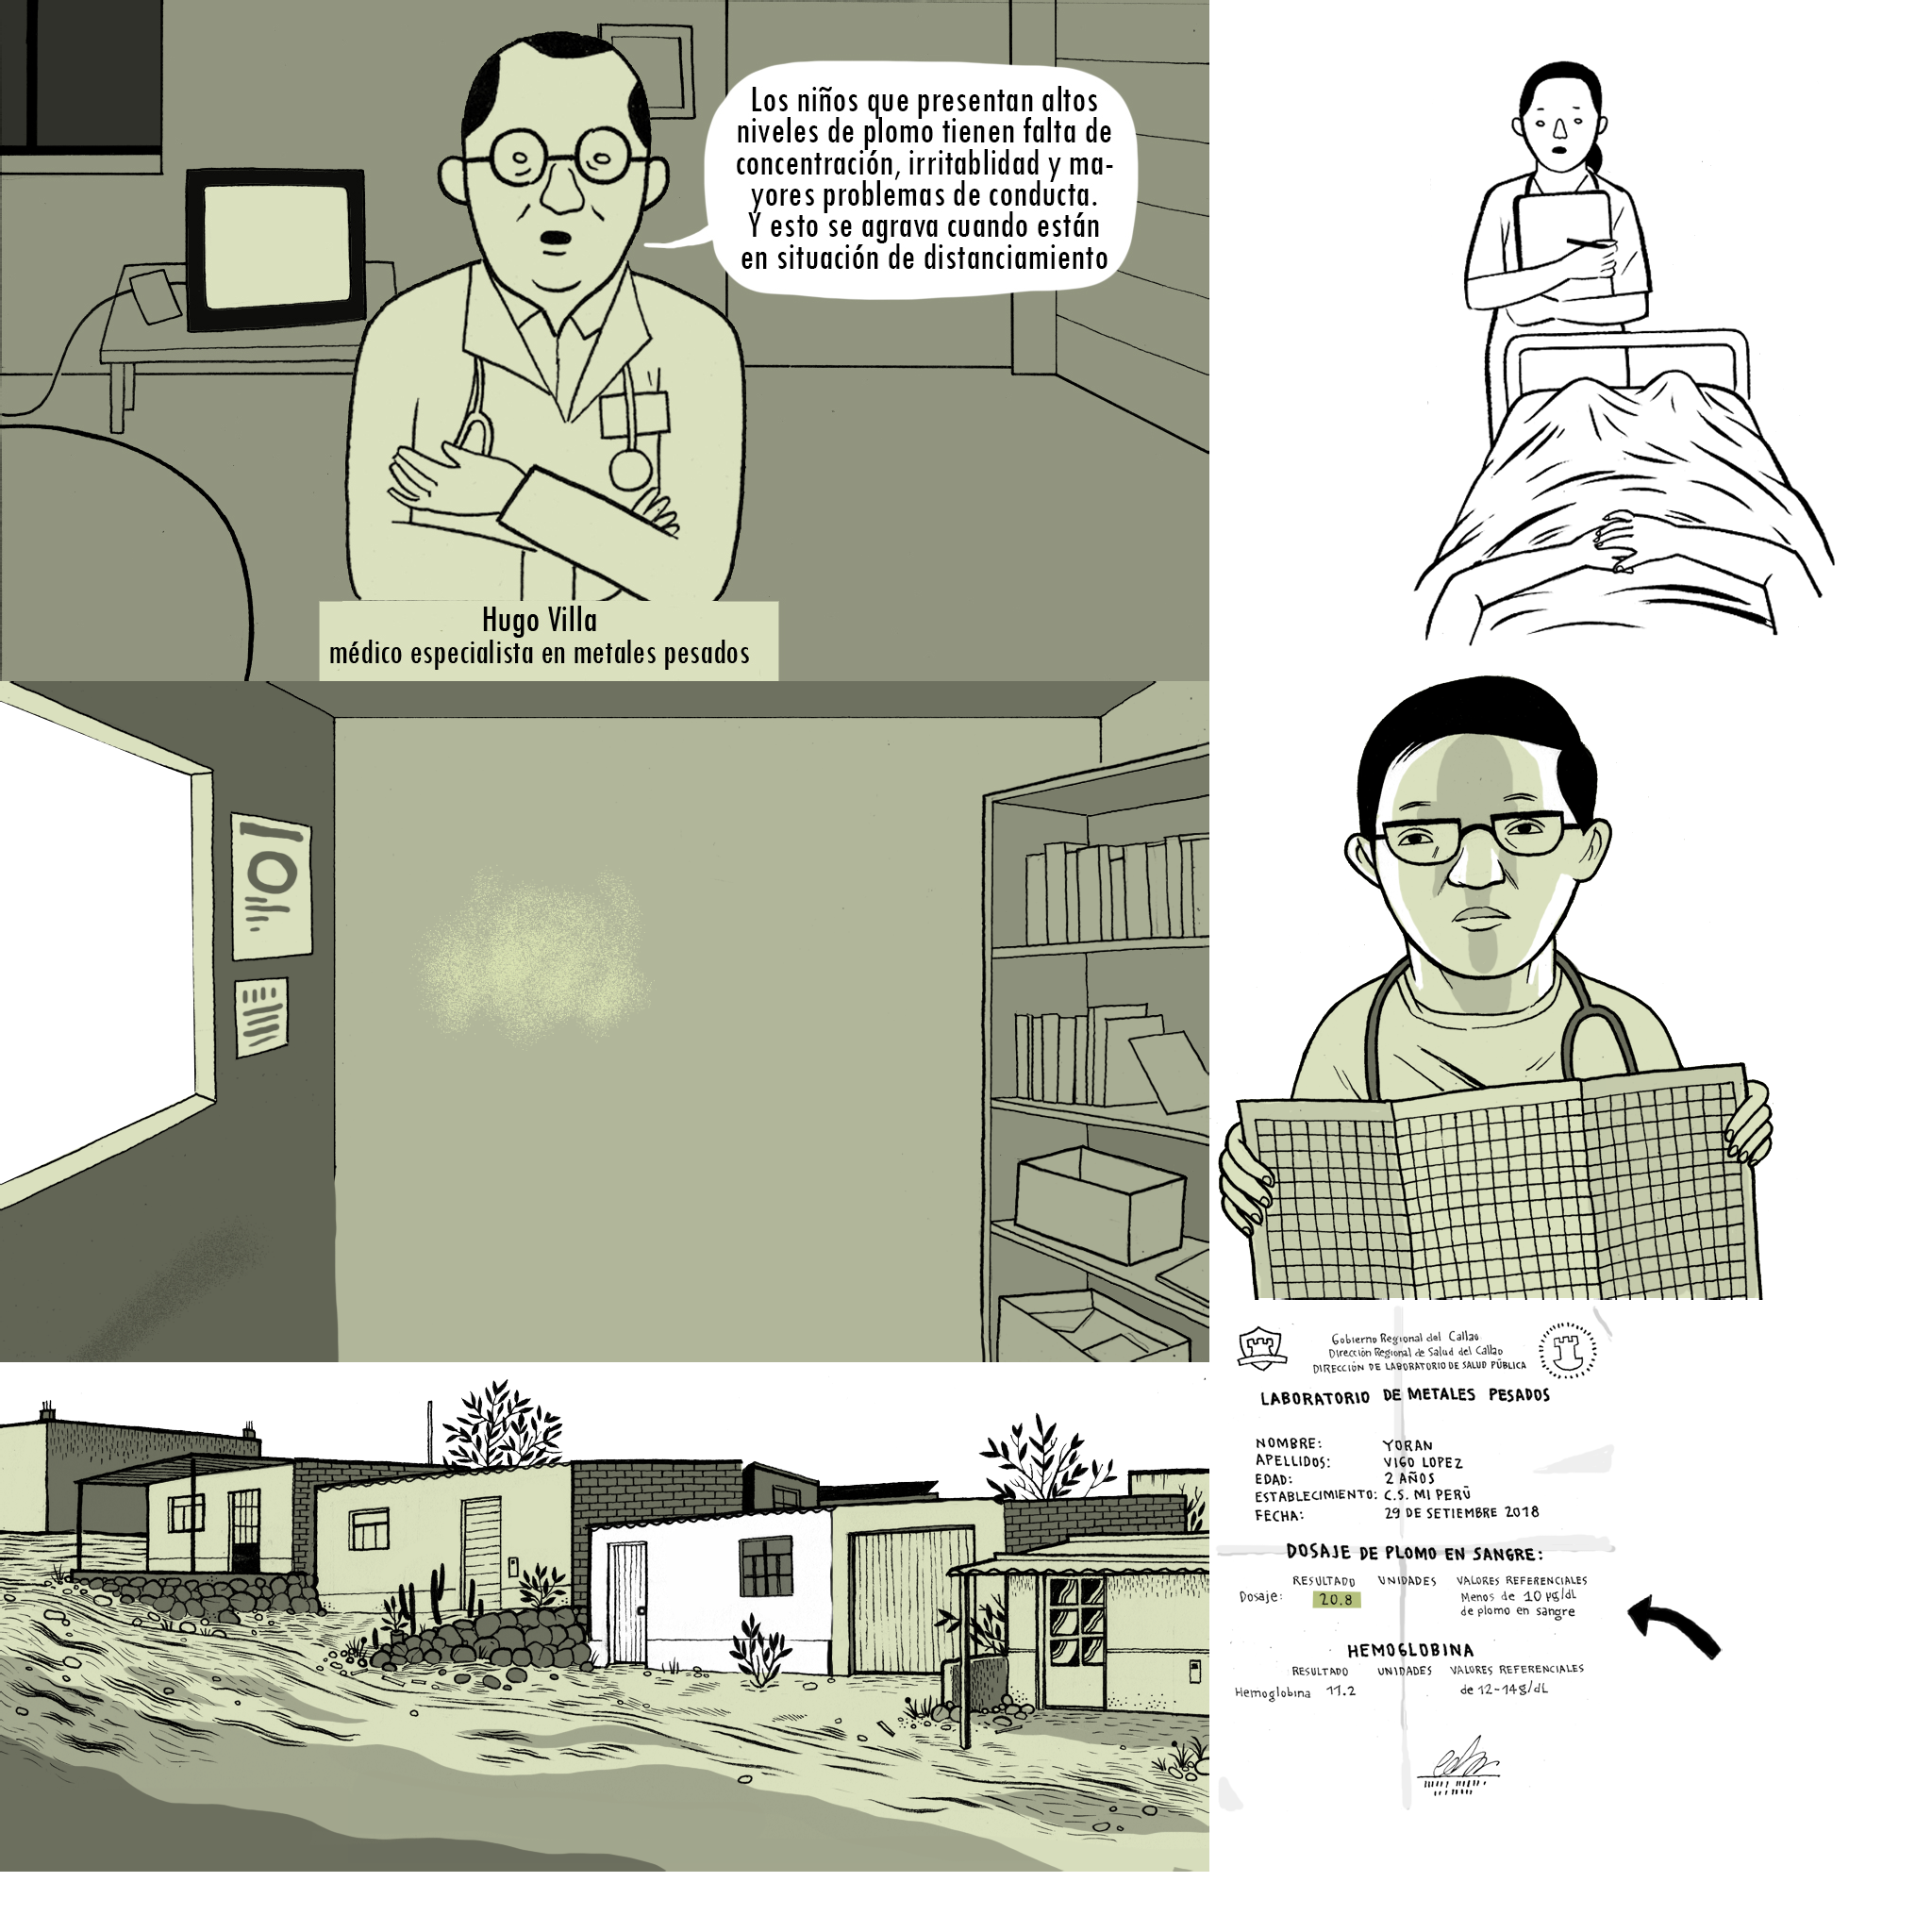 Los niños que presentan altos
niveles de plomo tienen falta de
concentración, irritablidad y ma-
yores problemas de conducta.
Y esto se agrava cuando están
en situación de distanciamiento
Hugo Villa
médico especialista en metales pesados
Gobierno Regional del Callao
Dirección Regional de Salud del Callao
DIRECCIÓN DE LABORATORIO DE SALUD PÚBLICA
LABORATORIO DE METALES PESADOS
NOMBRE: YORAN
APELLIDOS: VIGO LOPEZ
EDAD: 2 AÑOS
ESTABLECIMIENTO: C.S. MI PERÚ
FECHA: 29 DE SETIEMBRE 2018
DOSAJE DE PLOMO EN SANGRE:
RESULTADO UNIDADES VALORES REFERENCIALES
Dosaje: 20.8 Menos de 10 µg/dL
de plomo en sangre
HEMOGLOBINA
RESULTADO UNIDADES VALORES REFERENCIALES
Hemoglobina 11.2 de 12-14g/dL